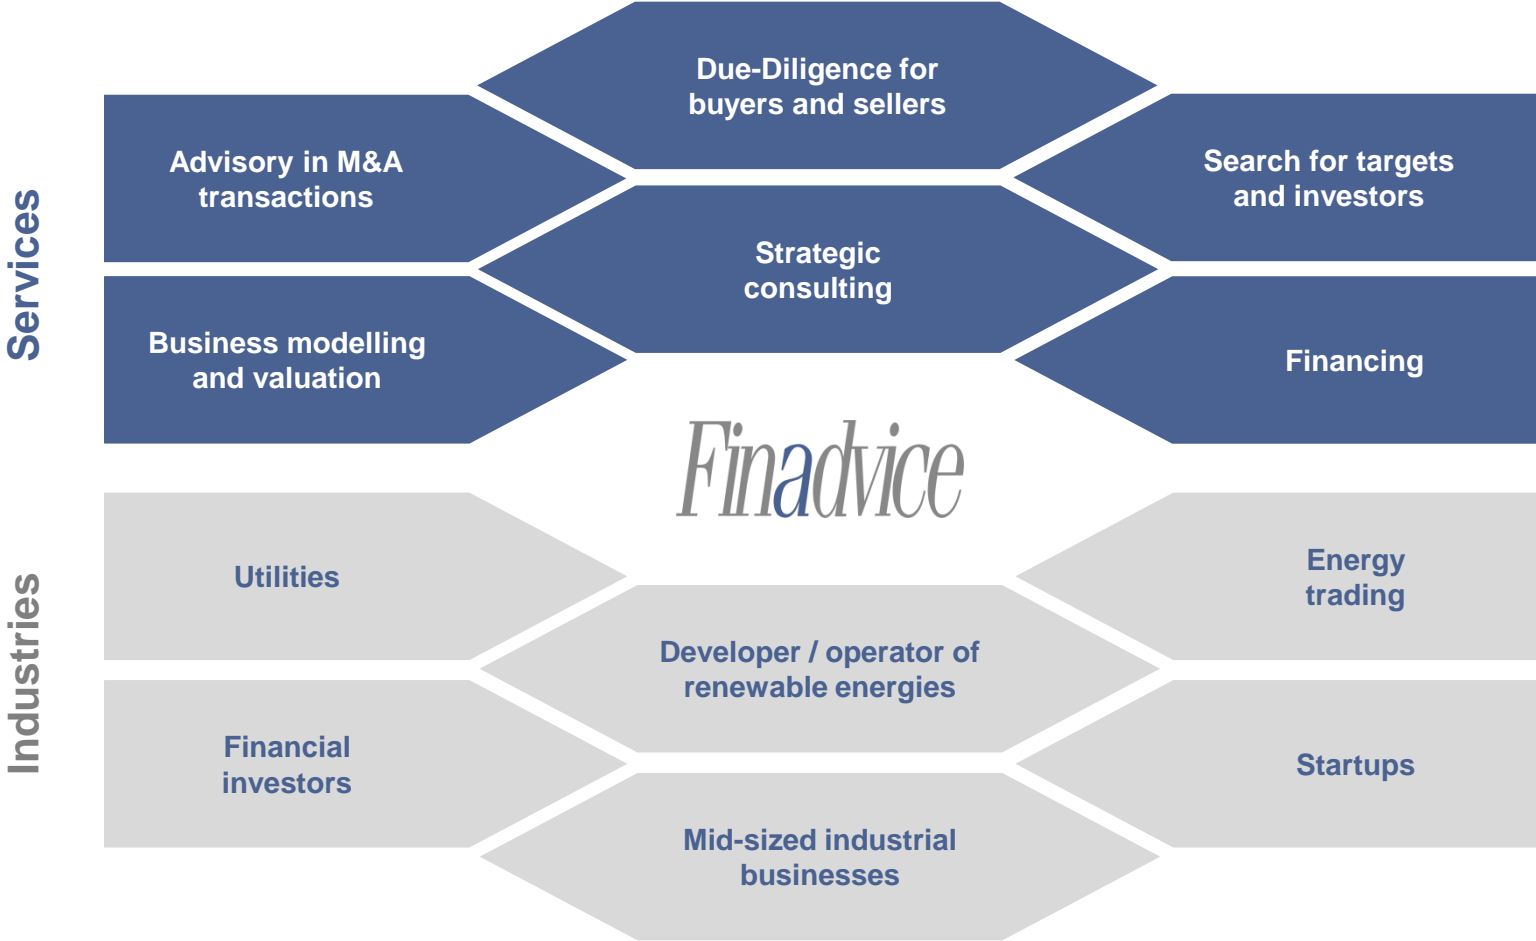 Services
Due-Diligence for
buyers and sellers
Advisory in M&A
transactions
Search for targets
and investors
Strategic
consulting
Business modelling
and valuation
Financing
Finadvice
Industries
Utilities
Energy
trading
Developer / operator of
renewable energies
Financial
investors
Startups
Mid-sized industrial
businesses